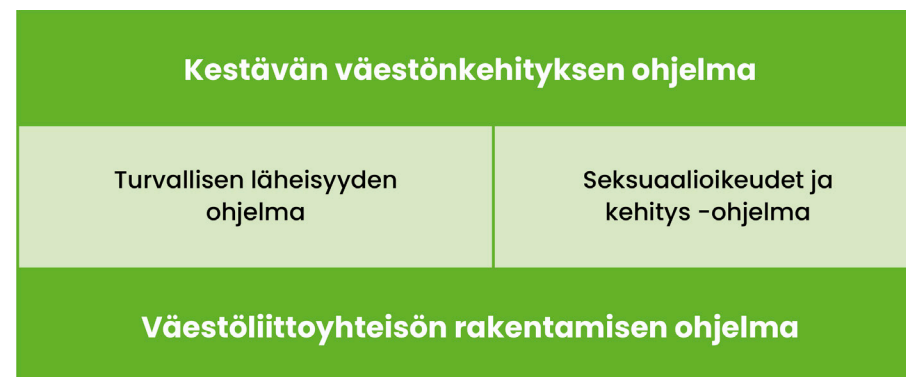 Kestävän väestönkehityksen ohjelma
Turvallisen läheisyyden
ohjelma
Seksuaalioikeudet ja
kehitys -ohjelma
Väestöliittoyhteisön rakentamisen ohjelma